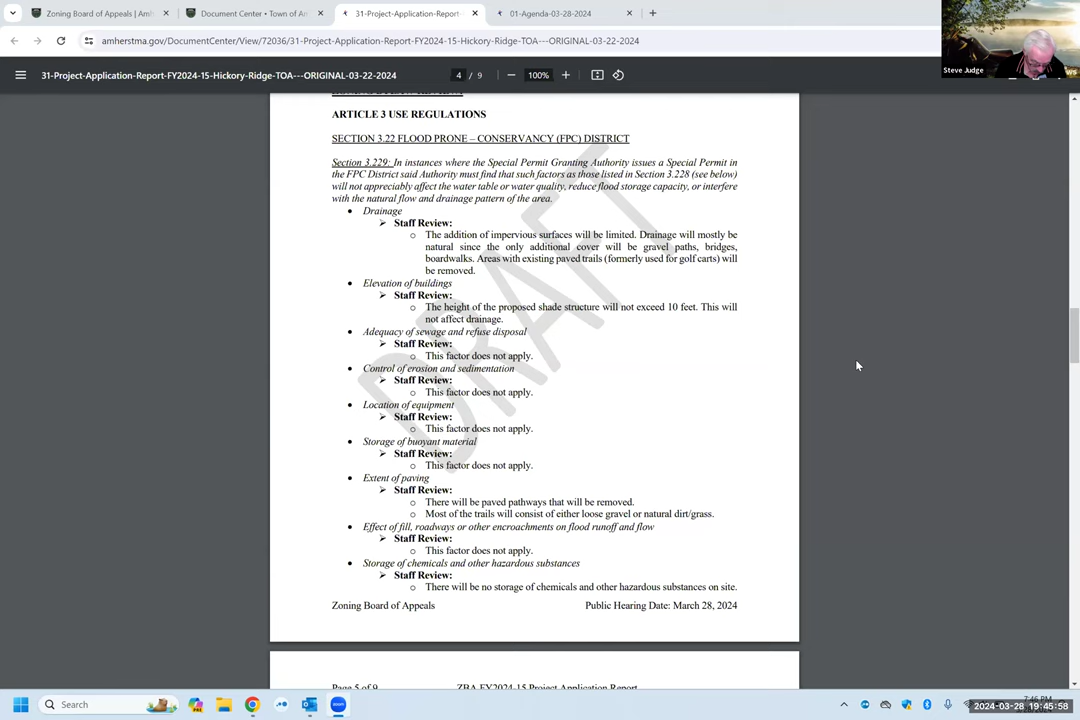 Zoning Board of Appeals | Amh
Document Center • Town of Am
31-Project-Application-Report-
01-Agenda-03-28-2024
amherstma.gov/DocumentCenter/View/72036/31-Project-Application-Report-FY2024-15-Hickory-Ridge-TOA---ORIGINAL-03-22-2024
Steve Judge
31-Project-Application-Report-FY2024-15-Hickory-Ridge-TOA---ORIGINAL-03-22-2024
4 / 9
100%
ARTICLE 3 USE REGULATIONS
SECTION 3.22 FLOOD PRONE – CONSERVANCY (FPC) DISTRICT
Section 3.229: In instances where the Special Permit Granting Authority issues a Special Permit in
the FPC District said Authority must find that such factors as those listed in Section 3.228 (see below)
will not appreciably affect the water table or water quality, reduce flood storage capacity, or interfere
with the natural flow and drainage pattern of the area.
• Drainage
➢ Staff Review:
o The addition of impervious surfaces will be limited. Drainage will mostly be
natural since the only additional cover will be gravel paths, bridges,
boardwalks. Areas with existing paved trails (formerly used for golf carts) will
be removed.
• Elevation of buildings
➢ Staff Review:
o The height of the proposed shade structure will not exceed 10 feet. This will
not affect drainage.
• Adequacy of sewage and refuse disposal
➢ Staff Review:
o This factor does not apply.
• Control of erosion and sedimentation
➢ Staff Review:
o This factor does not apply.
• Location of equipment
➢ Staff Review:
o This factor does not apply.
• Storage of buoyant material
➢ Staff Review:
o This factor does not apply.
• Extent of paving
➢ Staff Review:
o There will be paved pathways that will be removed.
o Most of the trails will consist of either loose gravel or natural dirt/grass.
• Effect of fill, roadways or other encroachments on flood runoff and flow
➢ Staff Review:
o This factor does not apply.
• Storage of chemicals and other hazardous substances
➢ Staff Review:
o There will be no storage of chemicals and other hazardous substances on site.
DRAFT
Zoning Board of Appeals Public Hearing Date: March 28, 2024
Page 5 of 9 ZBA FY2024-15 Project Application Report
Search
7:46 PM
2024-03-28 19:45:58